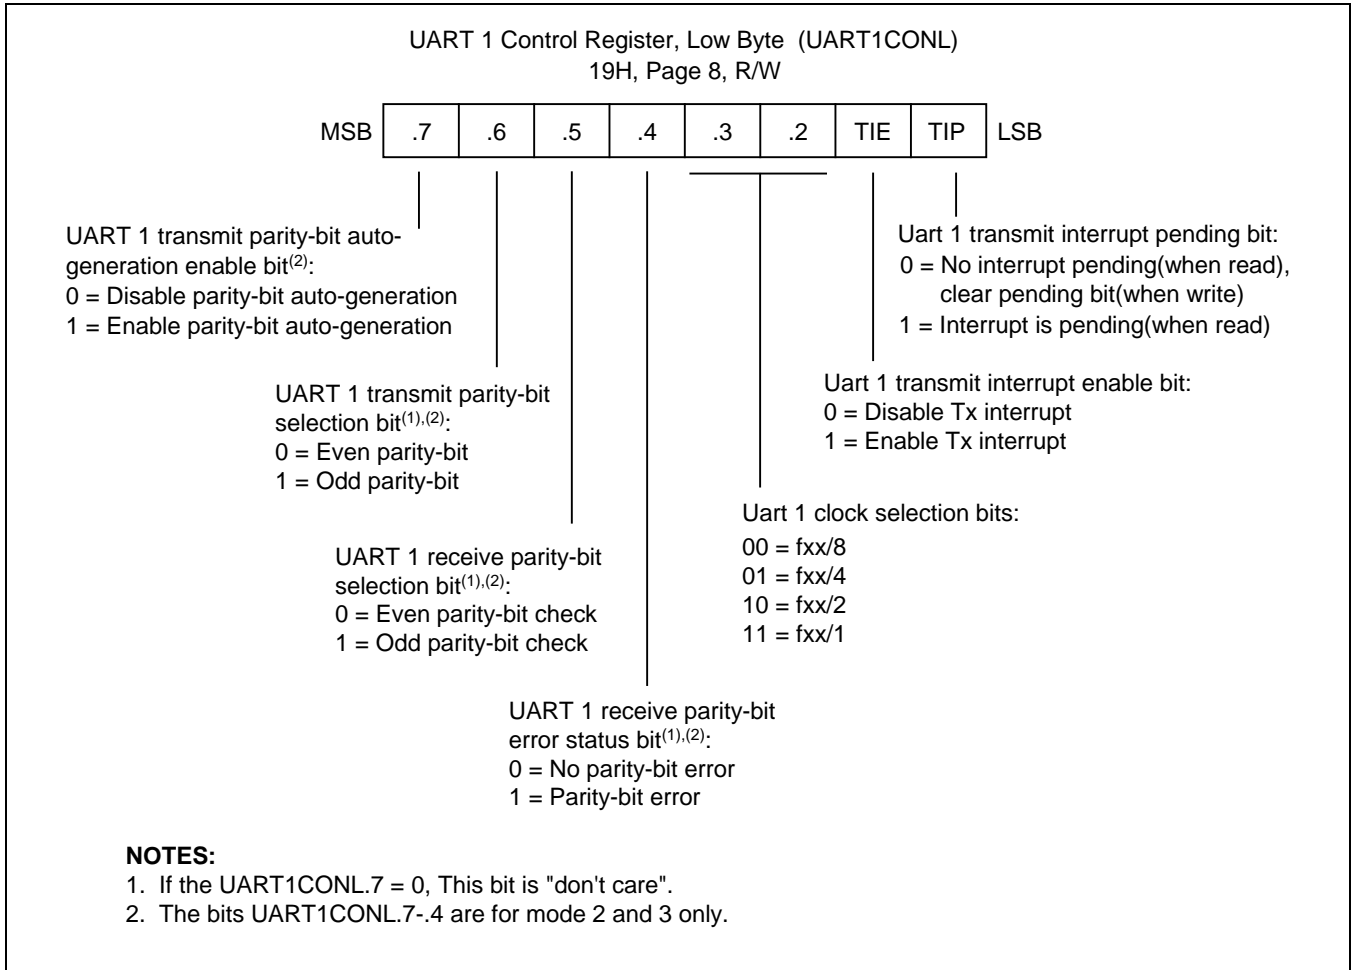 UART 1 Control Register, Low Byte (UART1CONL)
19H, Page 8, R/W
MSB .7 .6 .5 .4 .3 .2 TIE TIP LSB
UART 1 transmit parity-bit auto-
generation enable bit(2):
0 = Disable parity-bit auto-generation
1 = Enable parity-bit auto-generation
Uart 1 transmit interrupt pending bit:
0 = No interrupt pending(when read),
clear pending bit(when write)
1 = Interrupt is pending(when read)
UART 1 transmit parity-bit
selection bit(1),(2):
0 = Even parity-bit
1 = Odd parity-bit
Uart 1 transmit interrupt enable bit:
0 = Disable Tx interrupt
1 = Enable Tx interrupt
UART 1 receive parity-bit
selection bit(1),(2):
0 = Even parity-bit check
1 = Odd parity-bit check
Uart 1 clock selection bits:
00 = fxx/8
01 = fxx/4
10 = fxx/2
11 = fxx/1
UART 1 receive parity-bit
error status bit(1),(2):
0 = No parity-bit error
1 = Parity-bit error
NOTES:
1. If the UART1CONL.7 = 0, This bit is "don't care".
2. The bits UART1CONL.7-.4 are for mode 2 and 3 only.